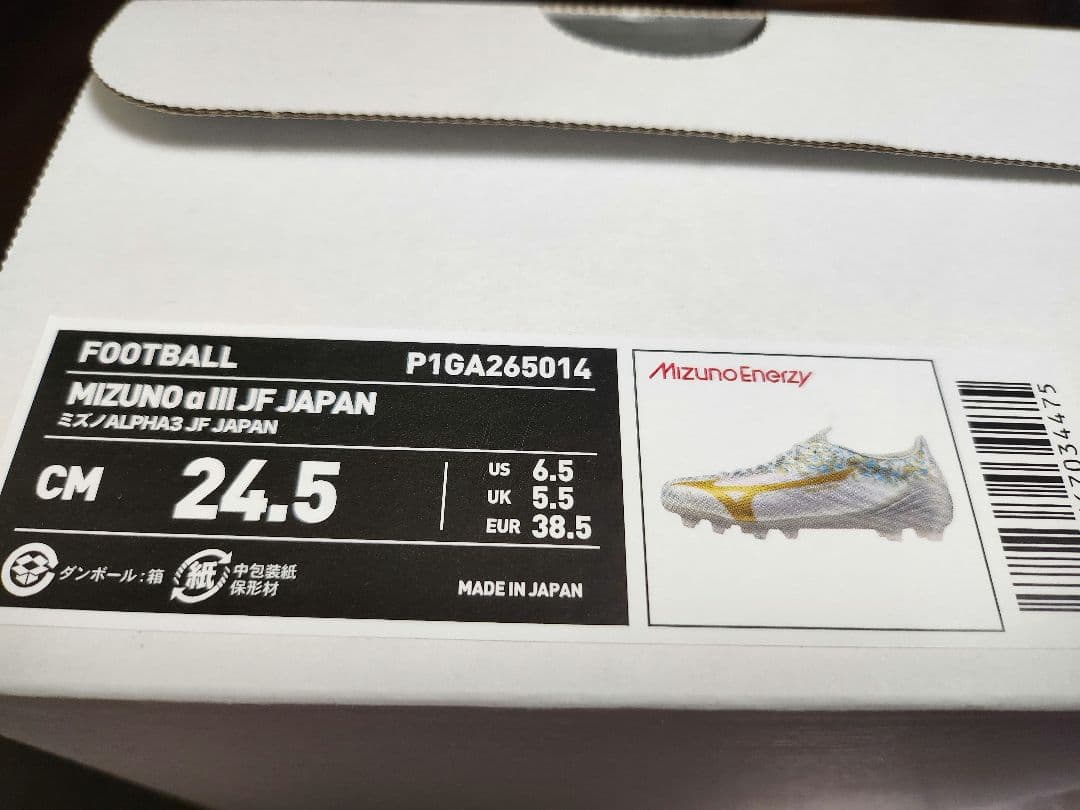 FOOTBALL P1GA265014
MIZUNO α III JF JAPAN
ミズノALPHA3 JF JAPAN
CM 24.5
US 6.5
UK 5.5
EUR 38.5
ダンボール:箱
紙 中包装紙
保形材
MADE IN JAPAN
Mizuno Enerzy
7034475